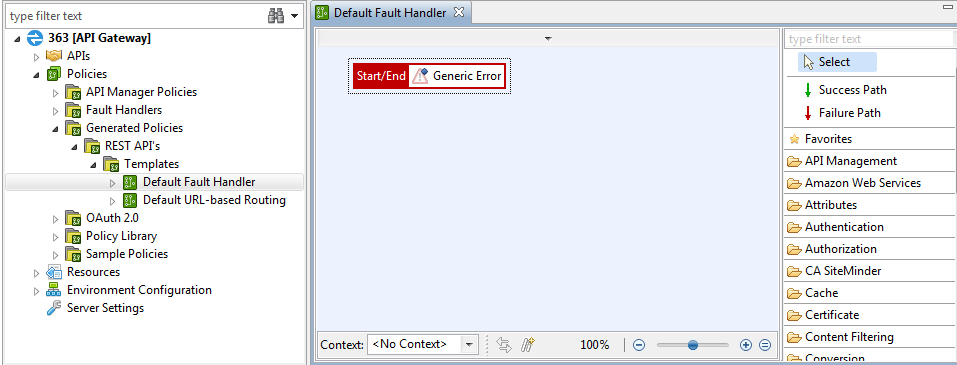 type filter text
363 [API Gateway]
APIs
Policies
API Manager Policies
Fault Handlers
Generated Policies
REST API's
Templates
Default Fault Handler
Default URL-based Routing
OAuth 2.0
Policy Library
Sample Policies
Resources
Environment Configuration
Server Settings
Default Fault Handler
Start/End Generic Error
Context: <No Context> 100%
type filter text
Select
Success Path
Failure Path
Favorites
API Management
Amazon Web Services
Attributes
Authentication
Authorization
CA SiteMinder
Cache
Certificate
Content Filtering
Conversion